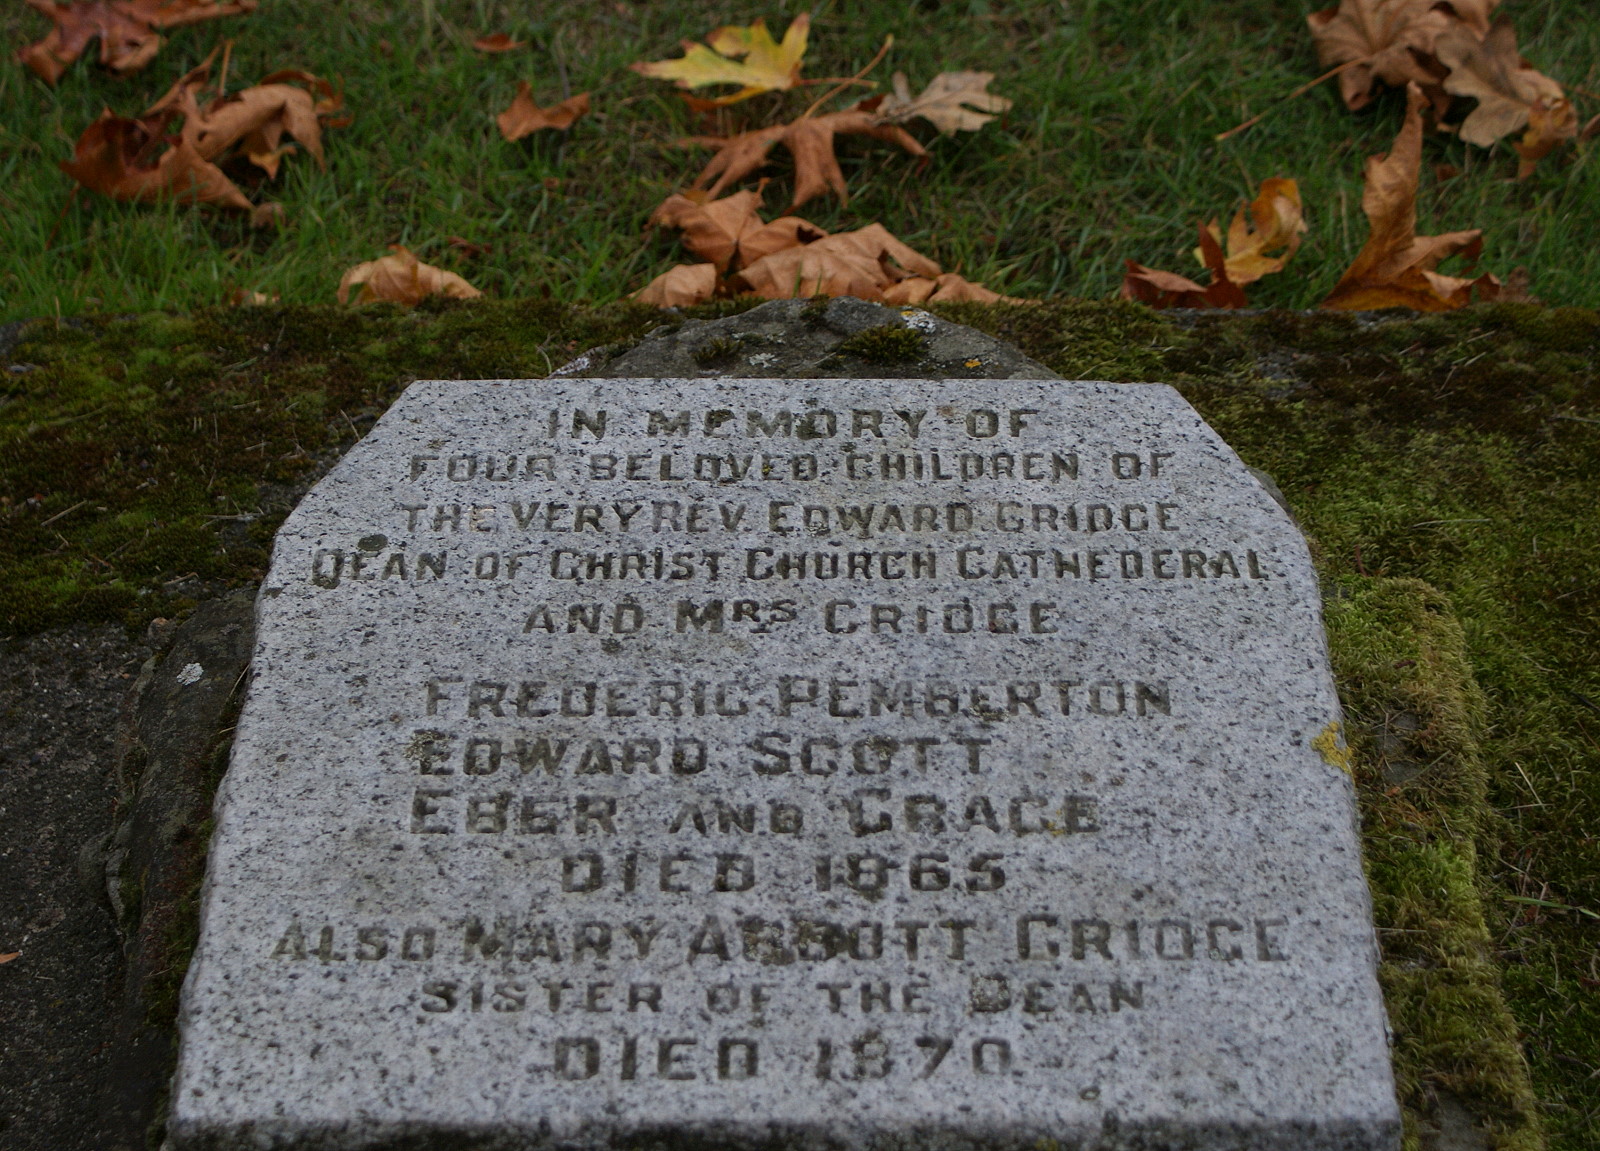 IN MEMORY OF
FOUR BELOVED CHILDREN OF
THE VERY REV. EDWARD CRIDGE
DEAN OF CHRIST CHURCH CATHEDERAL
AND MRS CRIDGE
FREDERIC PEMBERTON
EDWARD SCOTT
EBER AND GRACE
DIED 1865
ALSO MARY ABBOTT CRIDGE
SISTER OF THE DEAN
DIED 1870